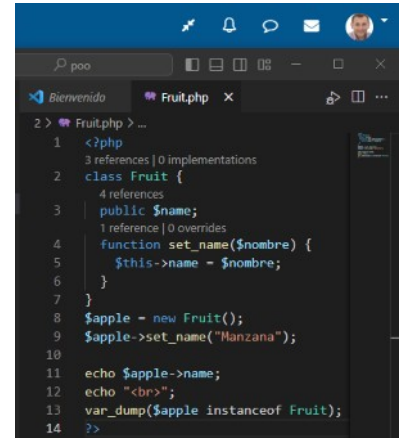 poo
Bienvenido Fruit.php
2 > Fruit.php > ...
1 <?php
3 references | 0 implementations
2 class Fruit {
4 references
3 public $name;
1 reference | 0 overrides
4 function set_name($nombre) {
5 $this->name = $nombre;
6 }
7 }
8 $apple = new Fruit();
9 $apple->set_name("Manzana");
10
11 echo $apple->name;
12 echo "<br>";
13 var_dump($apple instanceof Fruit);
14 ?>